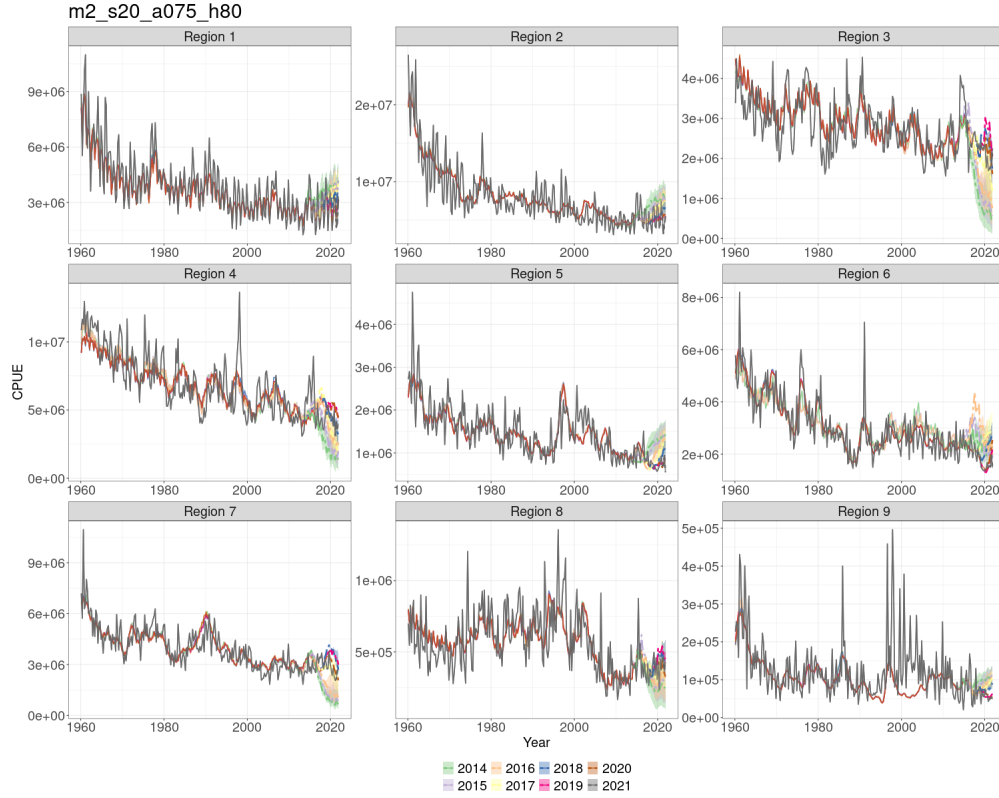 m2_s20_a075_h80
Region 1
Region 2
Region 3
9e+06
6e+06
3e+06
1960 1980 2000 2020
2e+07
1e+07
1960 1980 2000 2020
4e+06
3e+06
2e+06
1e+06
0e+00
1960 1980 2000 2020
Region 4
Region 5
Region 6
CPUE
1e+07
5e+06
0e+00
1960 1980 2000 2020
4e+06
3e+06
2e+06
1e+06
1960 1980 2000 2020
8e+06
6e+06
4e+06
2e+06
1960 1980 2000 2020
Region 7
Region 8
Region 9
9e+06
6e+06
3e+06
0e+00
1960 1980 2000 2020
1e+06
5e+05
1960 1980 2000 2020
5e+05
4e+05
3e+05
2e+05
1e+05
0e+00
1960 1980 2000 2020
Year
2014 2016 2018 2020
2015 2017 2019 2021